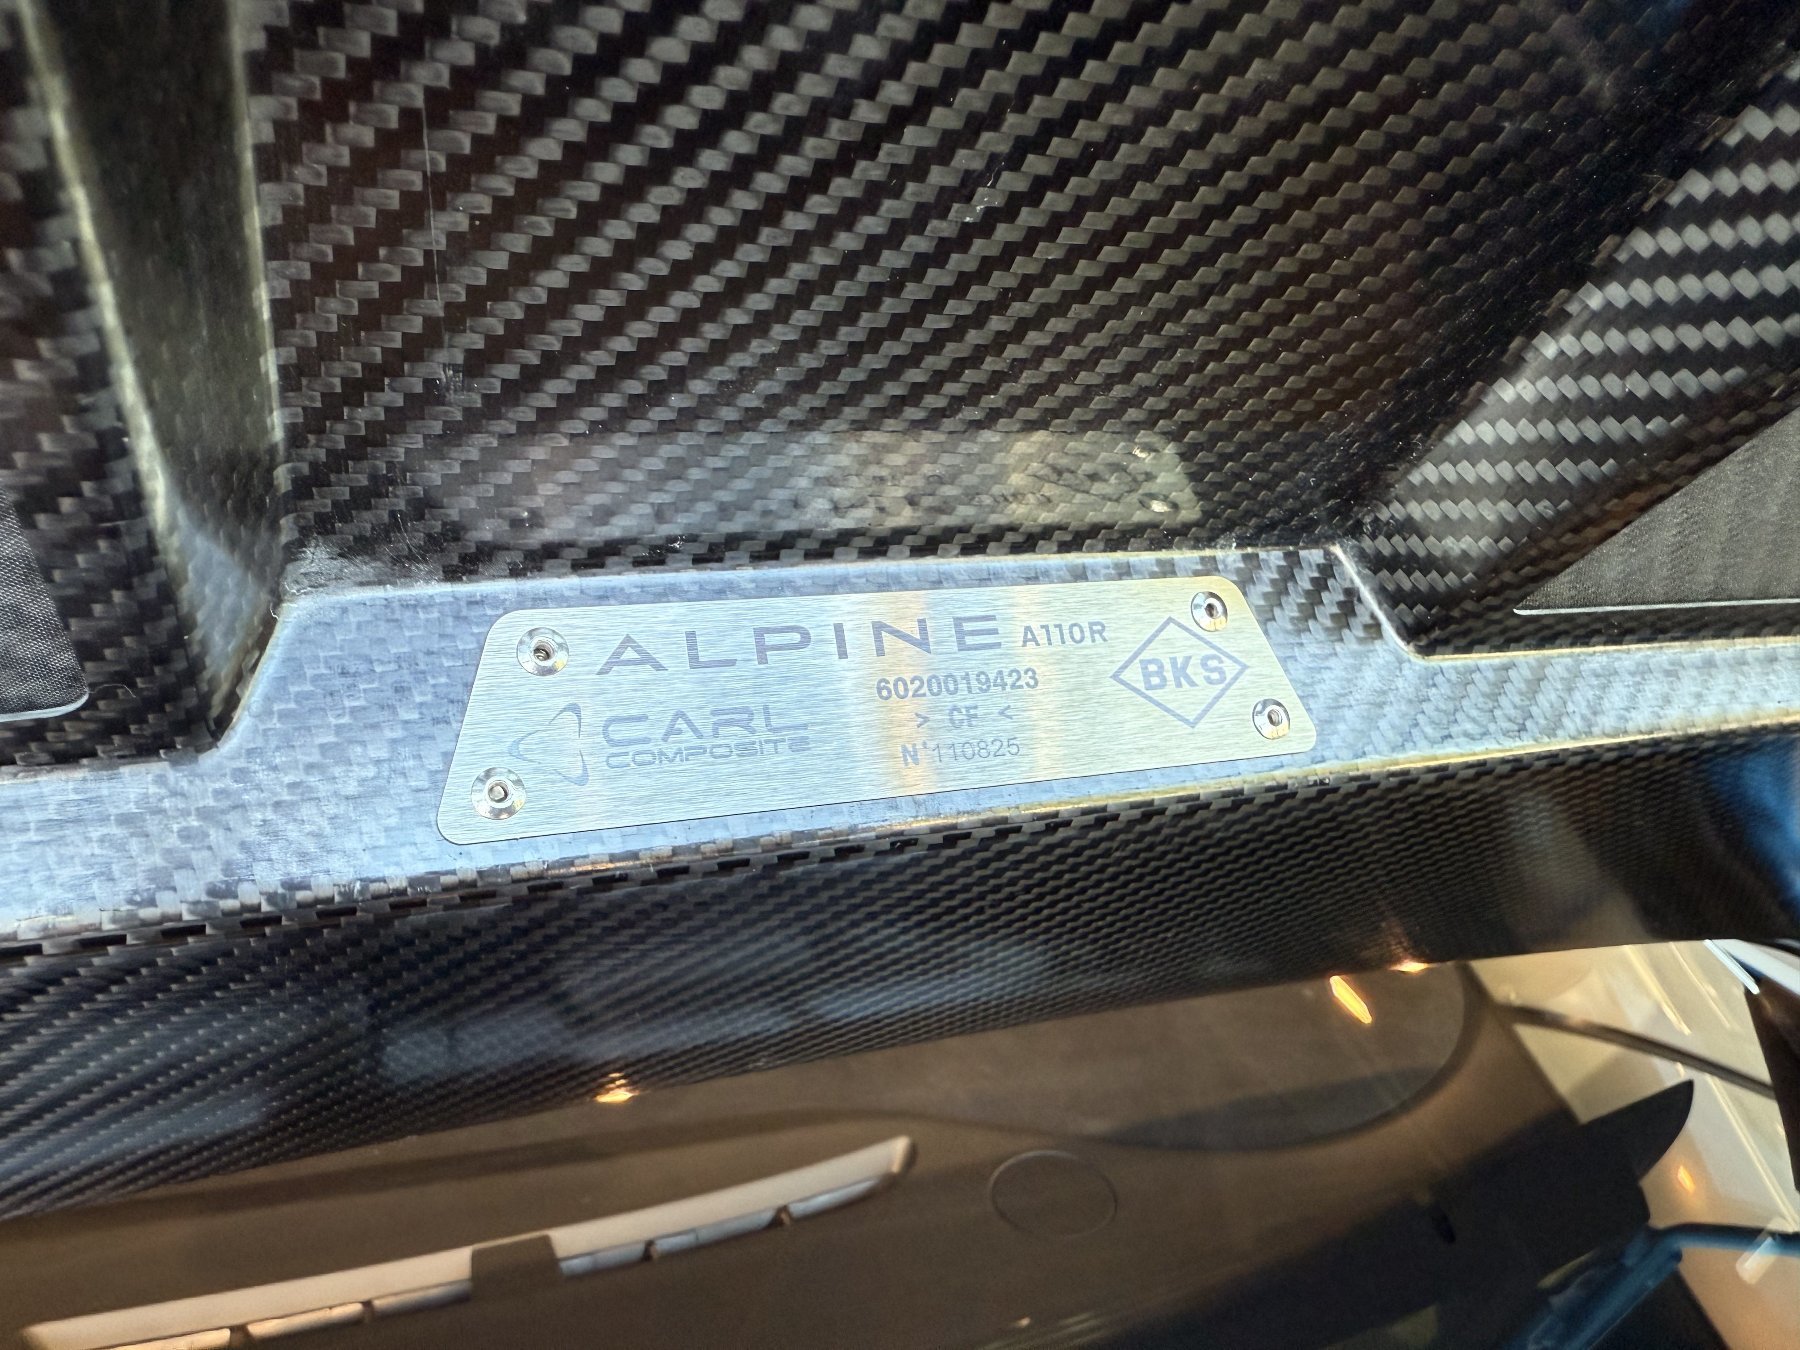 ALPINE A110R
6020019423
> CF <
N°110825
CARL
COMPOSITE
BKS